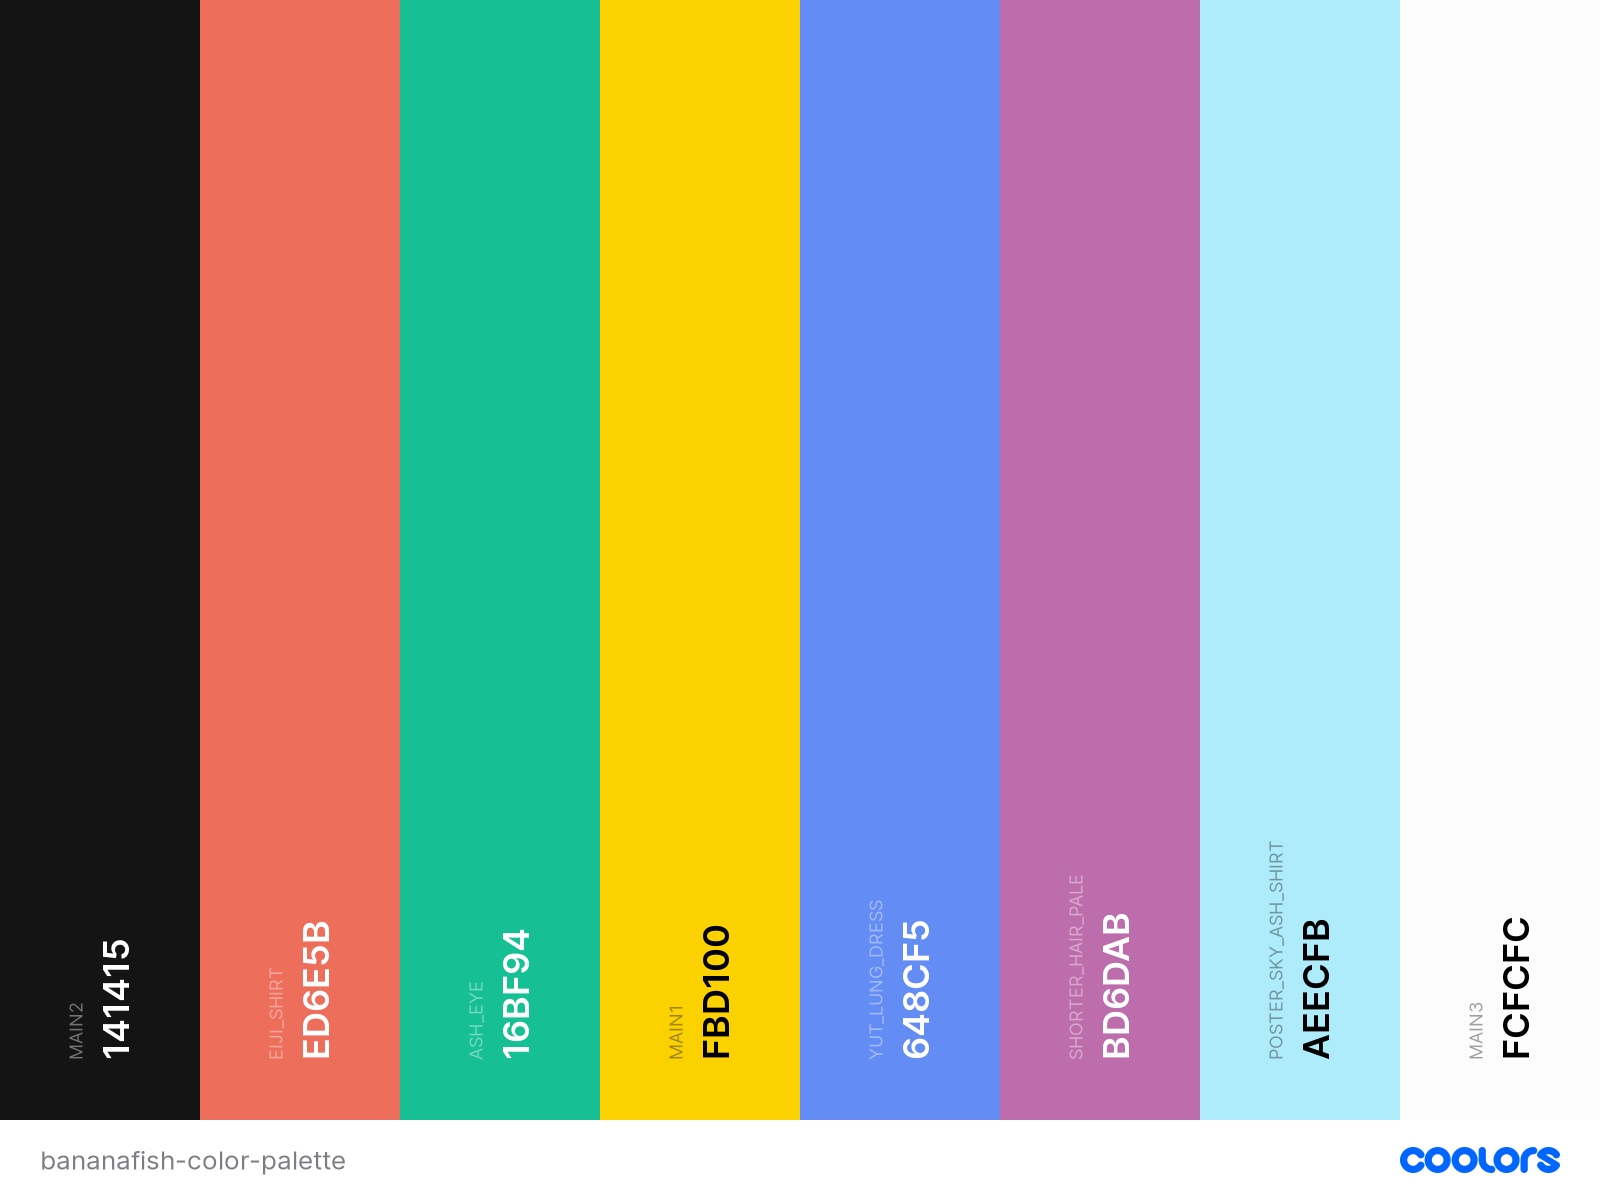 MAIN2
141415
EIJI_SHIRT
ED6E5B
ASH_EYE
16BF94
MAIN1
FBD100
YUT_LUNG_DRESS
648CF5
SHORTER_HAIR_PALE
BD6DAB
POSTER_SKY_ASH_SHIRT
AEECFB
MAIN3
FCFCFC
bananafish-color-palette
coolors